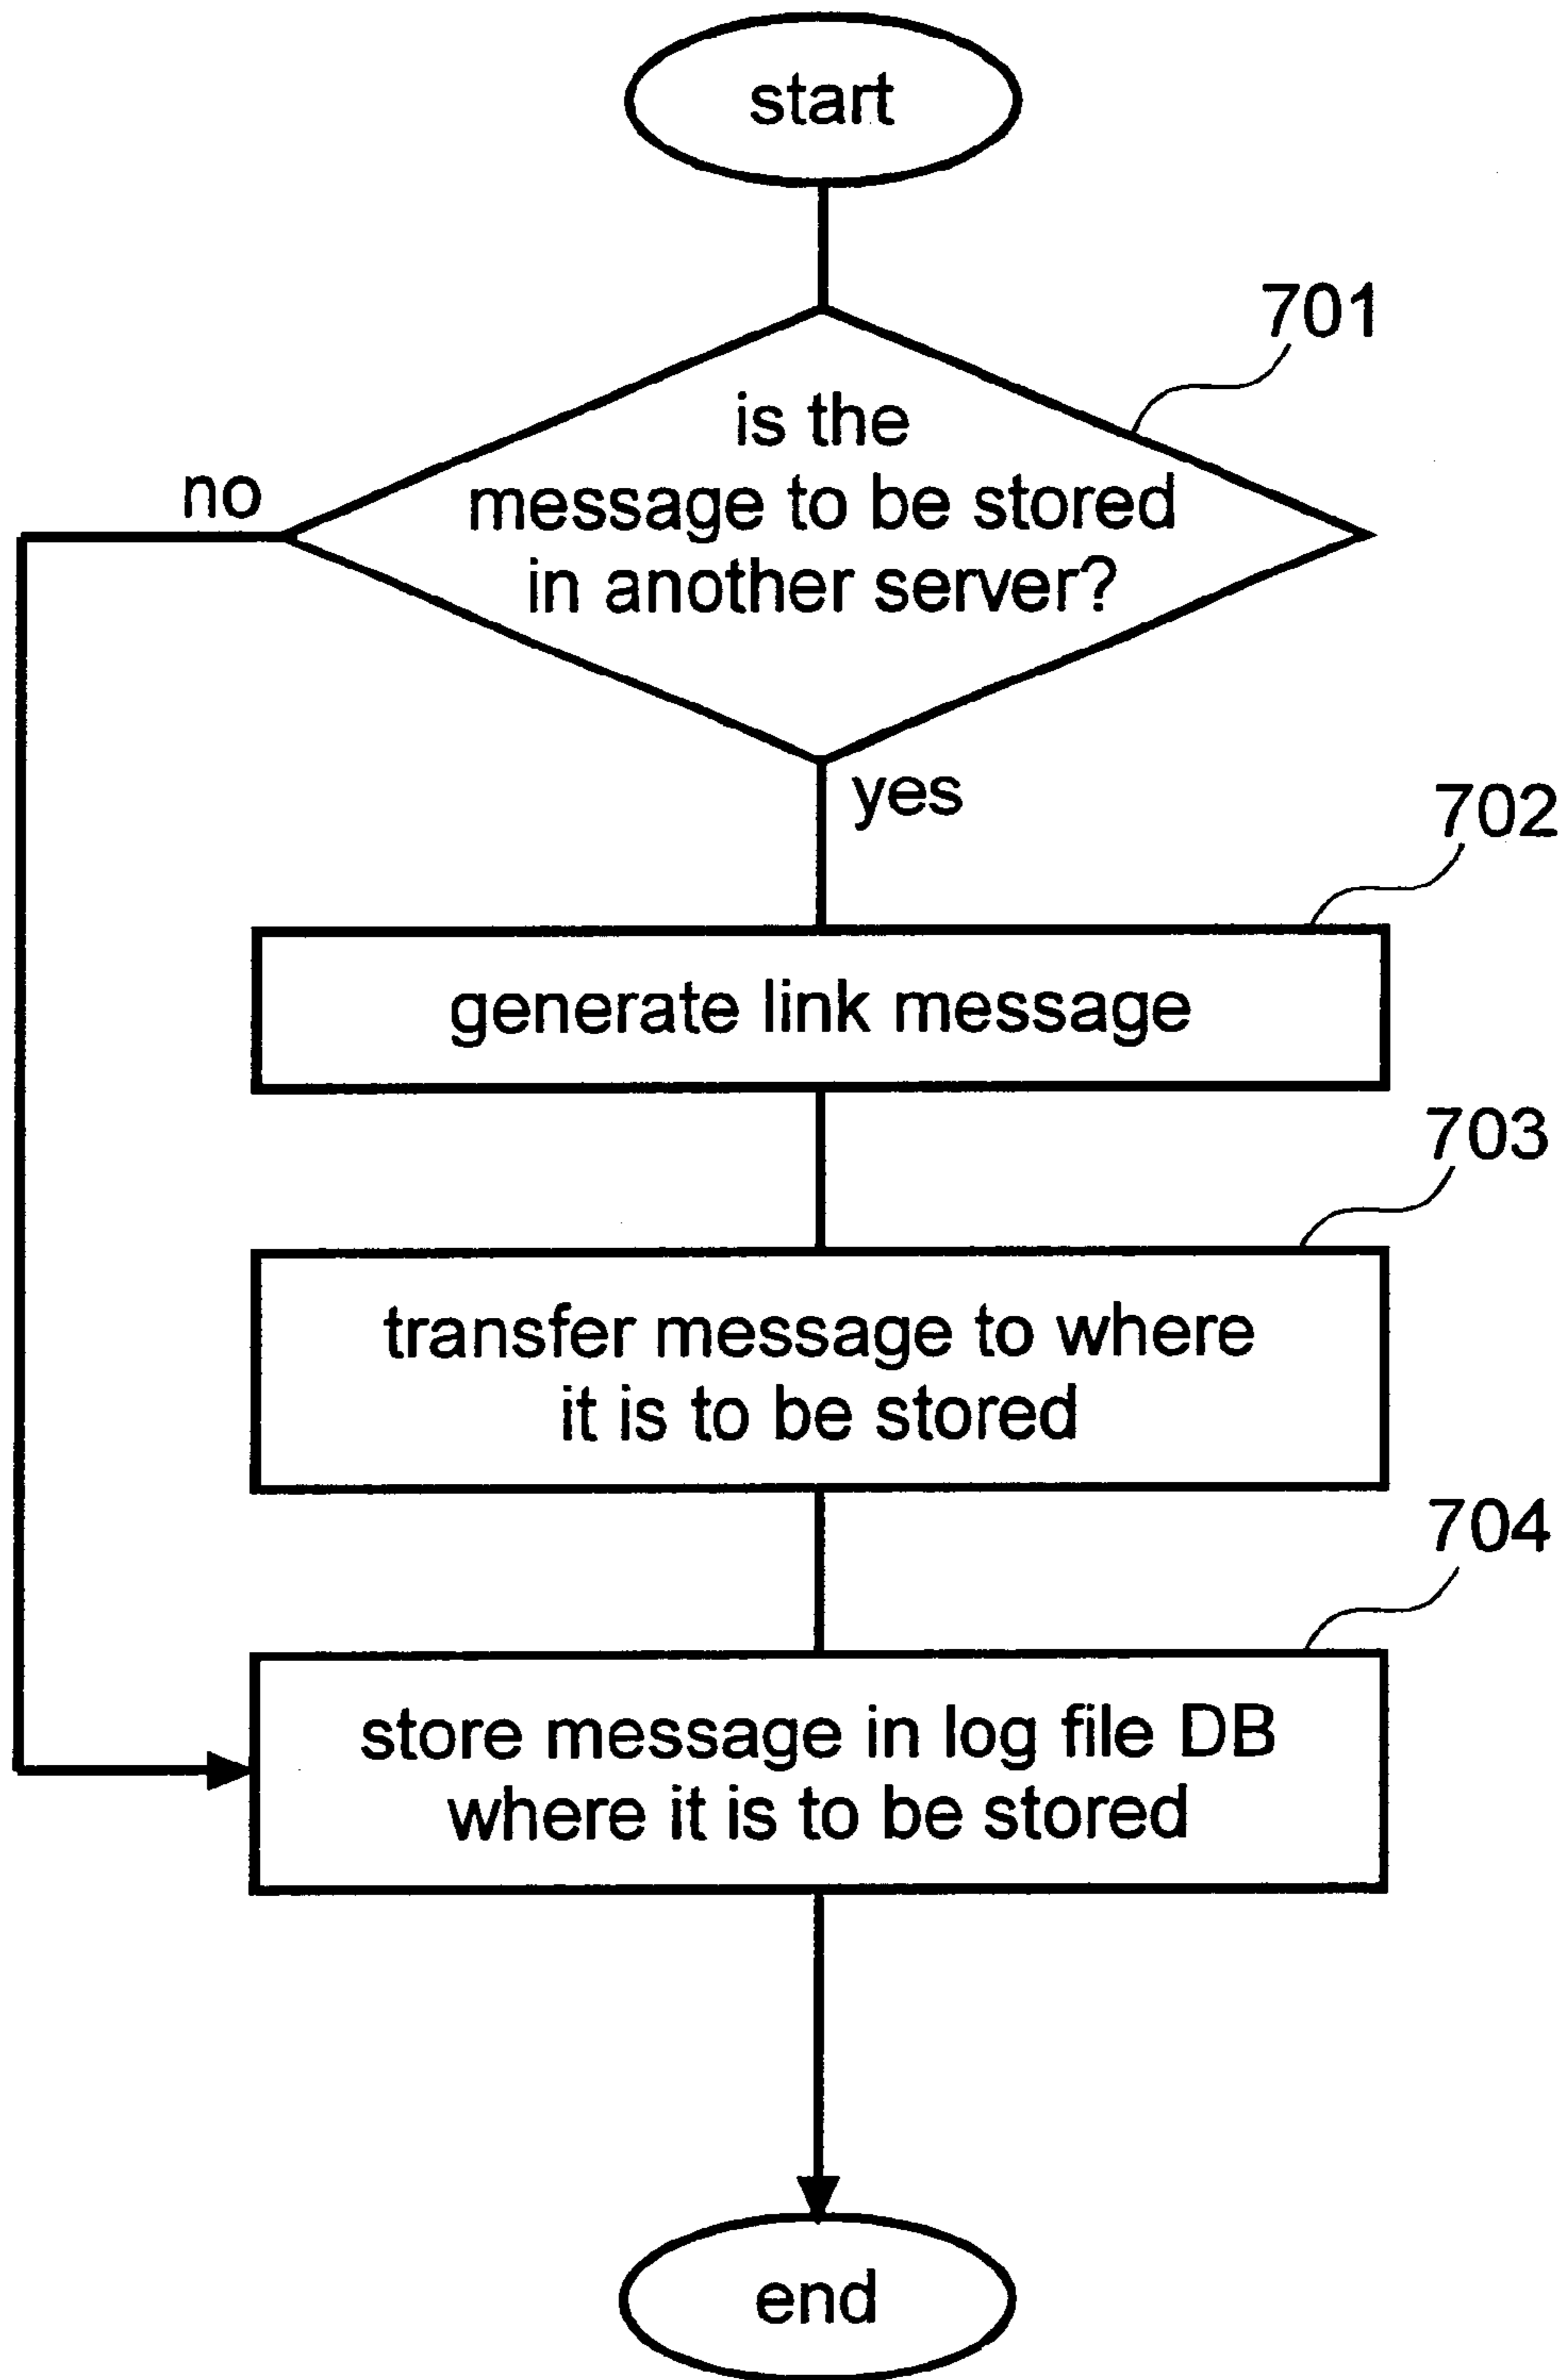 start
701
is the
message to be stored
in another server?
no
yes
702
generate link message
703
transfer message to where
it is to be stored
704
store message in log file DB
where it is to be stored
end